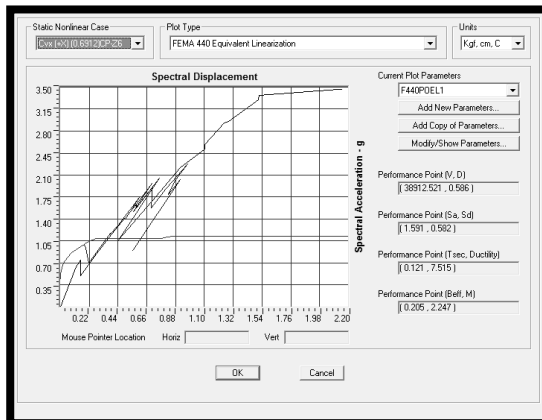 Static Nonlinear Case
Plot Type
Units
Cvx (+X) (0.6912)CP-Z6
FEMA 440 Equivalent Linearization
Kgf, cm, C
Spectral Displacement
Current Plot Parameters
F440POEL1
Add New Parameters...
Add Copy of Parameters...
Modify/Show Parameters...
3.50
3.15
2.80
2.45
2.10
1.75
1.40
1.05
0.70
0.35
Spectral Acceleration - g
0.22 0.44 0.66 0.88 1.10 1.32 1.54 1.76 1.98 2.20
Performance Point (V, D)
( 38912.521 , 0.586 )
Performance Point (Sa, Sd)
( 1.591 , 0.582 )
Performance Point (Tsec, Ductility)
( 0.121 , 7.515 )
Performance Point (Beff, M)
( 0.205 , 2.247 )
Mouse Pointer Location Horiz Vert
OK
Cancel